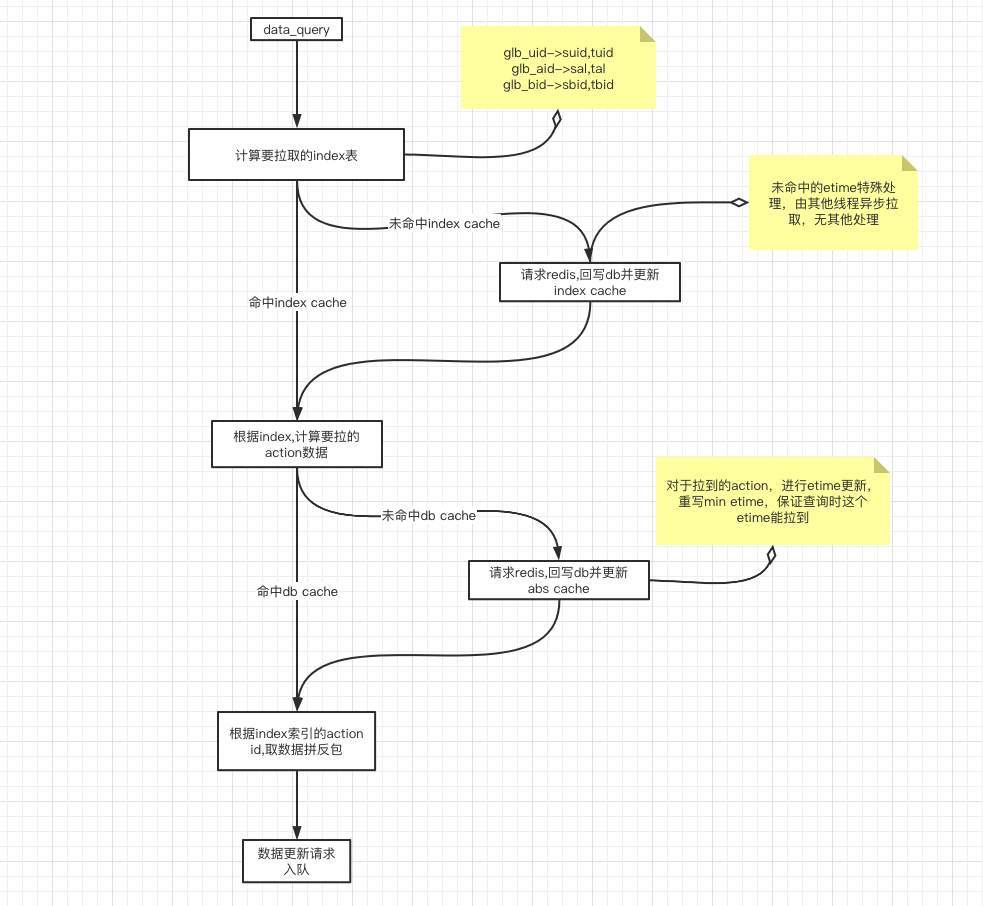 data_query
glb_uid->suid,tuid
glb_aid->sal,tal
glb_bid->sbid,tbid
计算要拉取的index表
未命中的etime特殊处
理，由其他线程异步拉
取，无其他处理
未命中index cache
请求redis,回写db并更新
index cache
命中index cache
根据index,计算要拉的
action数据
对于拉到的action，进行etime更新，
重写min etime，保证查询时这个
etime能拉到
未命中db cache
请求redis,回写db并更新
abs cache
命中db cache
根据index索引的action
id,取数据拼反包
数据更新请求
入队